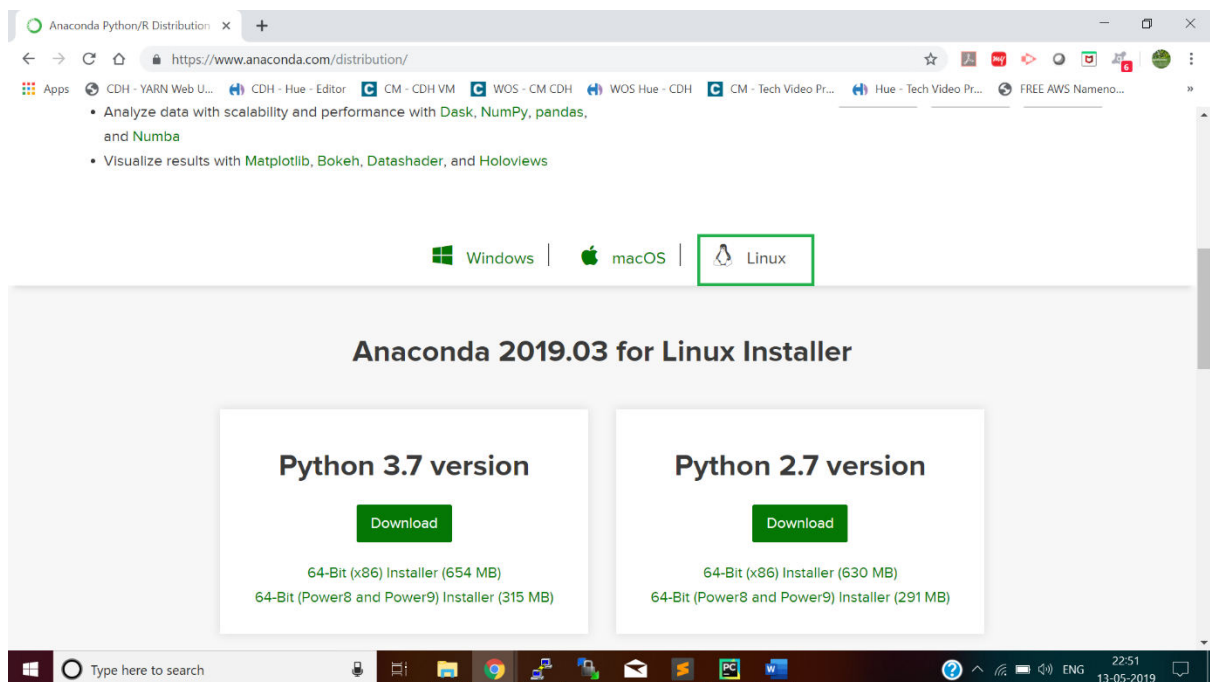 Anaconda Python/R Distribution
https://www.anaconda.com/distribution/
6
Apps CDH - YARN Web U... CDH - Hue - Editor CM - CDH VM WOS - CM CDH WOS Hue - CDH CM - Tech Video Pr... Hue - Tech Video Pr... FREE AWS Nameno... »
• Analyze data with scalability and performance with Dask, NumPy, pandas,
and Numba
• Visualize results with Matplotlib, Bokeh, Datashader, and Holoviews
Windows | macOS | Linux
Anaconda 2019.03 for Linux Installer
Python 3.7 version
Download
64-Bit (x86) Installer (654 MB)
64-Bit (Power8 and Power9) Installer (315 MB)
Python 2.7 version
Download
64-Bit (x86) Installer (630 MB)
64-Bit (Power8 and Power9) Installer (291 MB)
Type here to search
ENG
22:51
13-05-2019